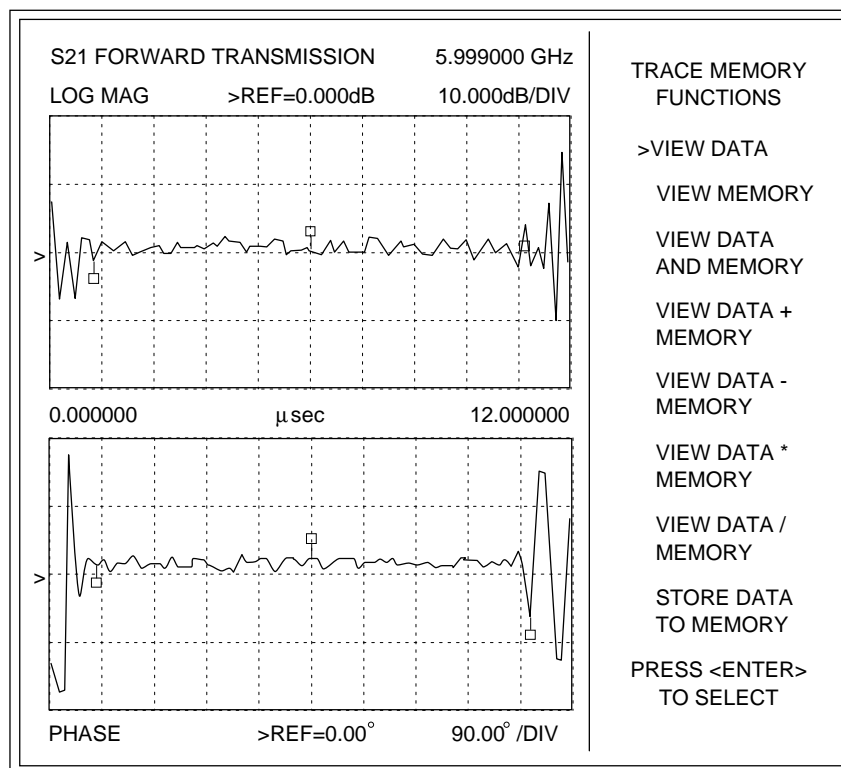 S21 FORWARD TRANSMISSION 5.999000 GHz
LOG MAG >REF=0.000dB 10.000dB/DIV
>
0.000000 µsec 12.000000
>
PHASE >REF=0.00° 90.00° /DIV
TRACE MEMORY
FUNCTIONS
>VIEW DATA
VIEW MEMORY
VIEW DATA
AND MEMORY
VIEW DATA +
MEMORY
VIEW DATA -
MEMORY
VIEW DATA *
MEMORY
VIEW DATA /
MEMORY
STORE DATA
TO MEMORY
PRESS <ENTER>
TO SELECT